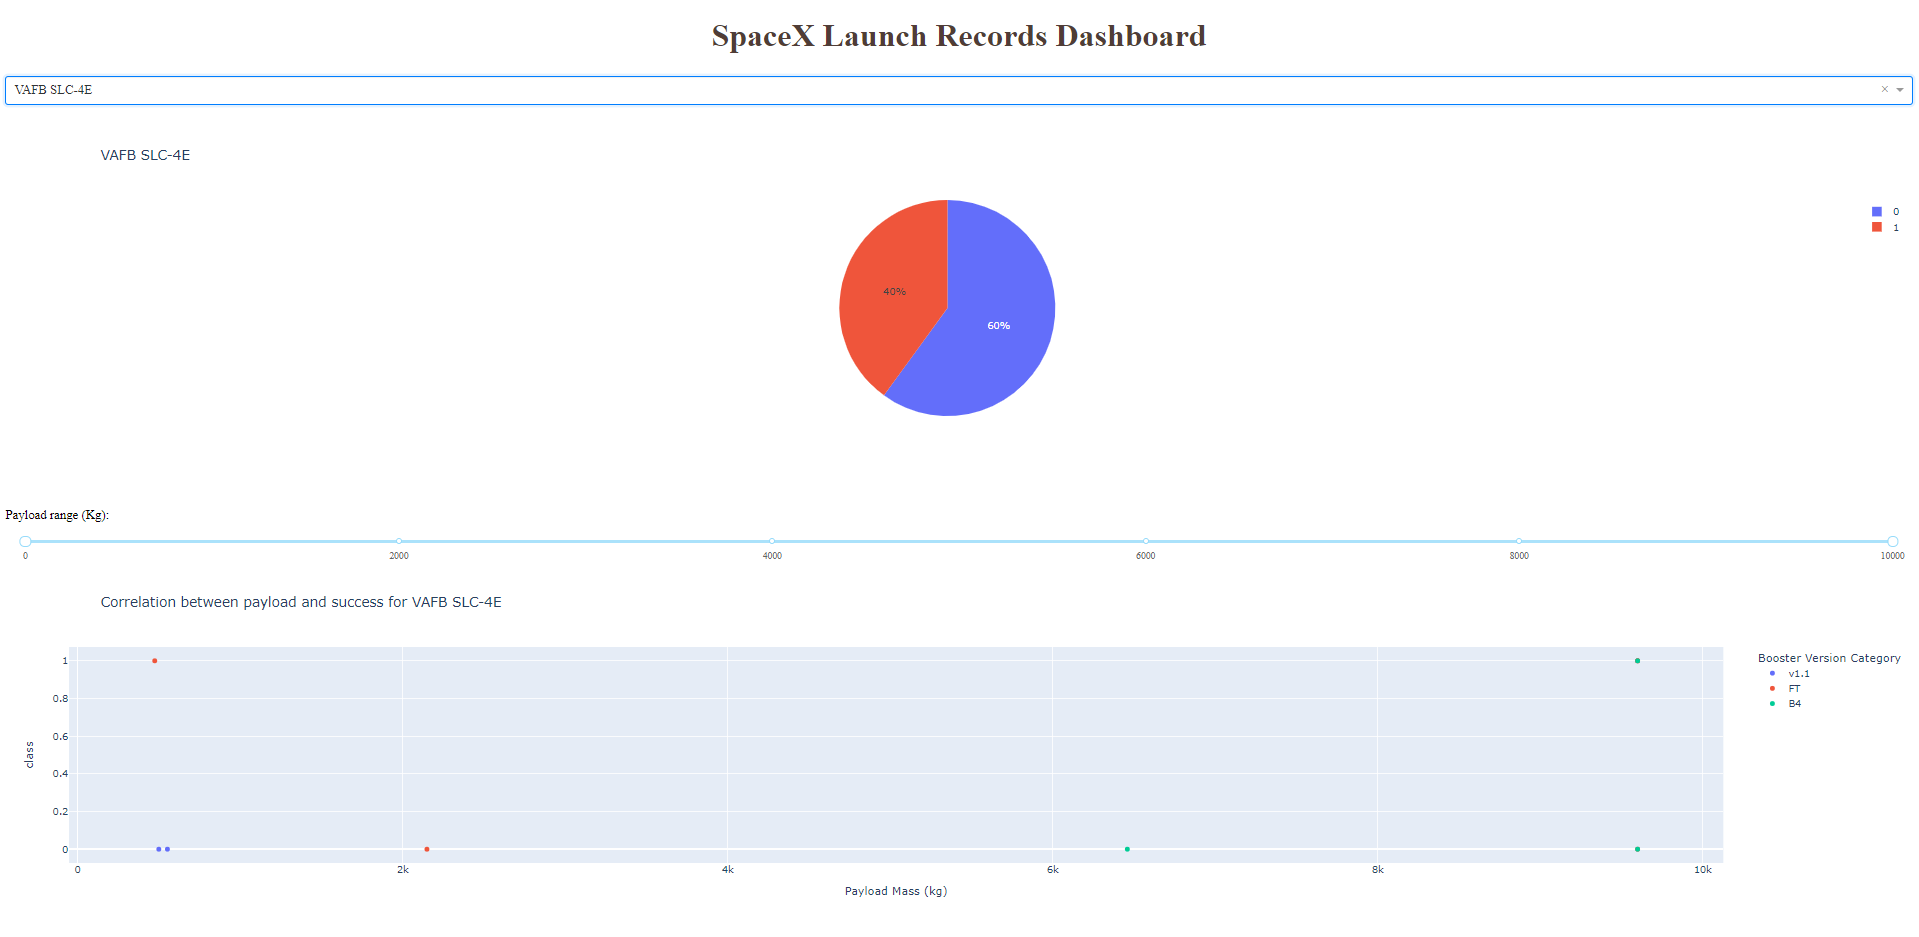 SpaceX Launch Records Dashboard
VAFB SLC-4E
× 
VAFB SLC-4E
0
1
40%
60%
Payload range (Kg):
0 2000 4000 6000 8000 10000
Correlation between payload and success for VAFB SLC-4E
1
0.8
0.6
0.4
0.2
0
class
0 2k 4k 6k 8k 10k
Payload Mass (kg)
Booster Version Category
v1.1
FT
B4